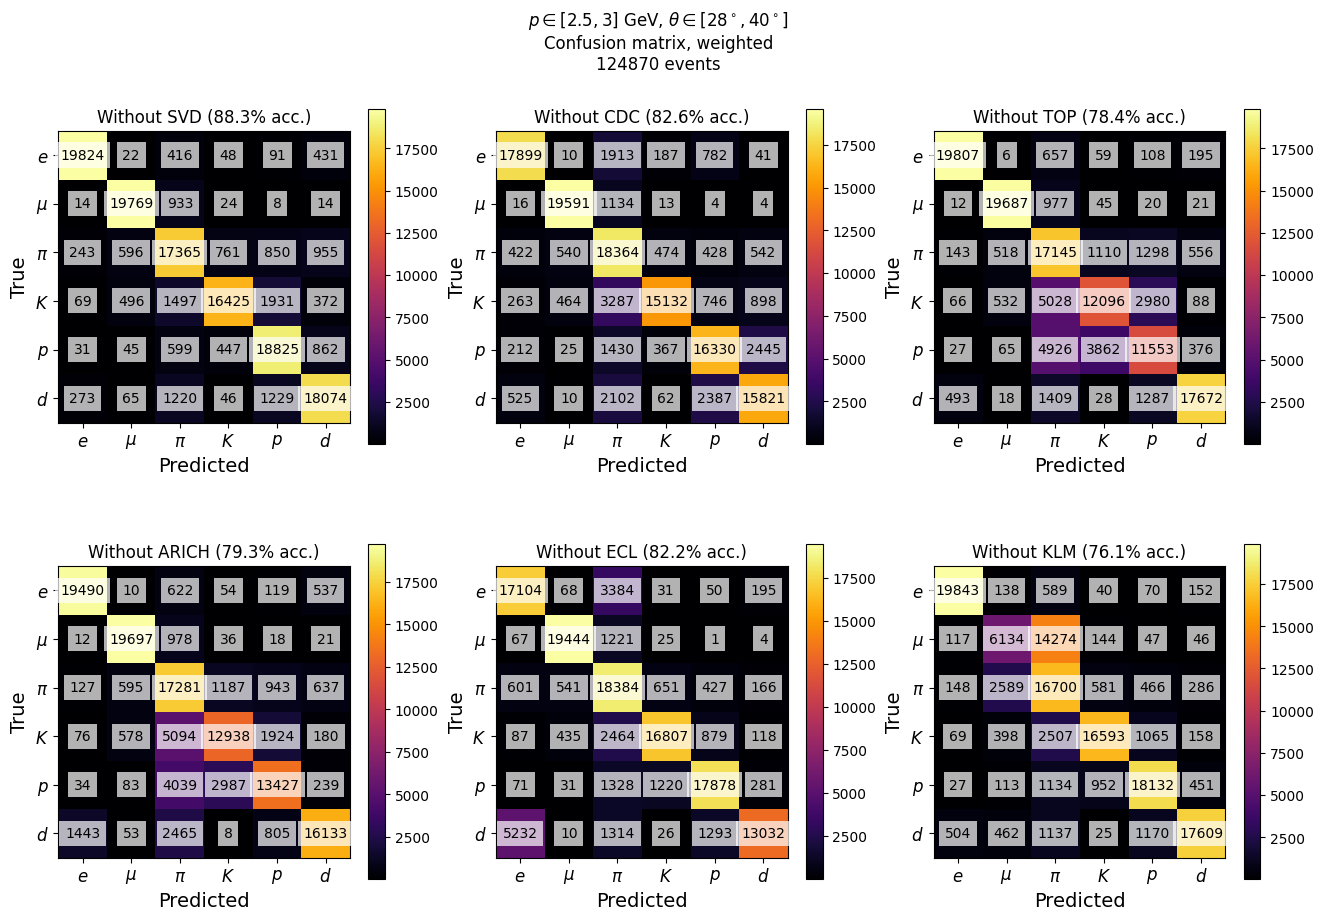 p ∈ [2.5, 3] GeV, θ ∈ [28°, 40°]
Confusion matrix, weighted
124870 events
Without SVD (88.3% acc.)
True
e 19824 22 416 48 91 431
μ 14 19769 933 24 8 14
π 243 596 17365 761 850 955
K 69 496 1497 16425 1931 372
p 31 45 599 447 18825 862
d 273 65 1220 46 1229 18074
e μ π K p d
Predicted
17500
15000
12500
10000
7500
5000
2500
Without CDC (82.6% acc.)
True
e 17899 10 1913 187 782 41
μ 16 19591 1134 13 4 4
π 422 540 18364 474 428 542
K 263 464 3287 15132 746 898
p 212 25 1430 367 16330 2445
d 525 10 2102 62 2387 15821
e μ π K p d
Predicted
17500
15000
12500
10000
7500
5000
2500
Without TOP (78.4% acc.)
True
e 19807 6 657 59 108 195
μ 12 19687 977 45 20 21
π 143 518 17145 1110 1298 556
K 66 532 5028 12096 2980 88
p 27 65 4926 3862 11553 376
d 493 18 1409 28 1287 17672
e μ π K p d
Predicted
17500
15000
12500
10000
7500
5000
2500
Without ARICH (79.3% acc.)
True
e 19490 10 622 54 119 537
μ 12 19697 978 36 18 21
π 127 595 17281 1187 943 637
K 76 578 5094 12938 1924 180
p 34 83 4039 2987 13427 239
d 1443 53 2465 8 805 16133
e μ π K p d
Predicted
17500
15000
12500
10000
7500
5000
2500
Without ECL (82.2% acc.)
True
e 17104 68 3384 31 50 195
μ 67 19444 1221 25 1 4
π 601 541 18384 651 427 166
K 87 435 2464 16807 879 118
p 71 31 1328 1220 17878 281
d 5232 10 1314 26 1293 13032
e μ π K p d
Predicted
17500
15000
12500
10000
7500
5000
2500
Without KLM (76.1% acc.)
True
e 19843 138 589 40 70 152
μ 117 6134 14274 144 47 46
π 148 2589 16700 581 466 286
K 69 398 2507 16593 1065 158
p 27 113 1134 952 18132 451
d 504 462 1137 25 1170 17609
e μ π K p d
Predicted
17500
15000
12500
10000
7500
5000
2500